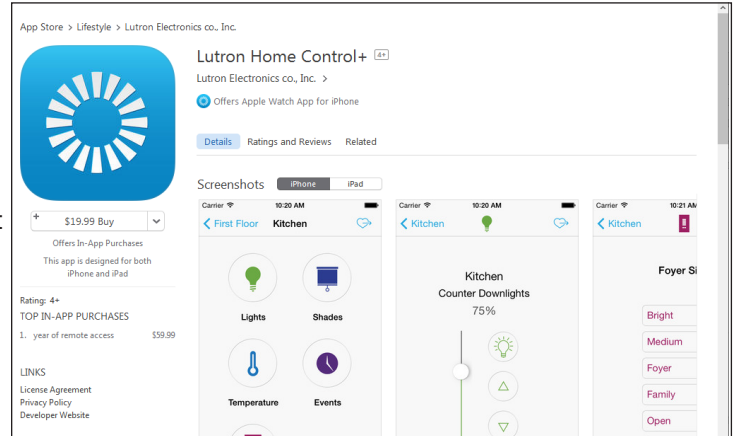 App Store > Lifestyle > Lutron Electronics co., Inc.
Lutron Home Control+ 4+
Lutron Electronics co., Inc. >
Offers Apple Watch App for iPhone
Details Ratings and Reviews Related
Screenshots iPhone iPad
+ $19.99 Buy
Offers In-App Purchases
This app is designed for both
iPhone and iPad
Rating: 4+
TOP IN-APP PURCHASES
1. year of remote access $59.99
LINKS
License Agreement
Privacy Policy
Developer Website
Carrier 10:20 AM
First Floor Kitchen
Lights Shades
Temperature Events
Carrier 10:20 AM
Kitchen
Kitchen
Counter Downlights
75%
Carrier 10:21 AM
Kitchen
Foyer Si
Bright
Medium
Foyer
Family
Open